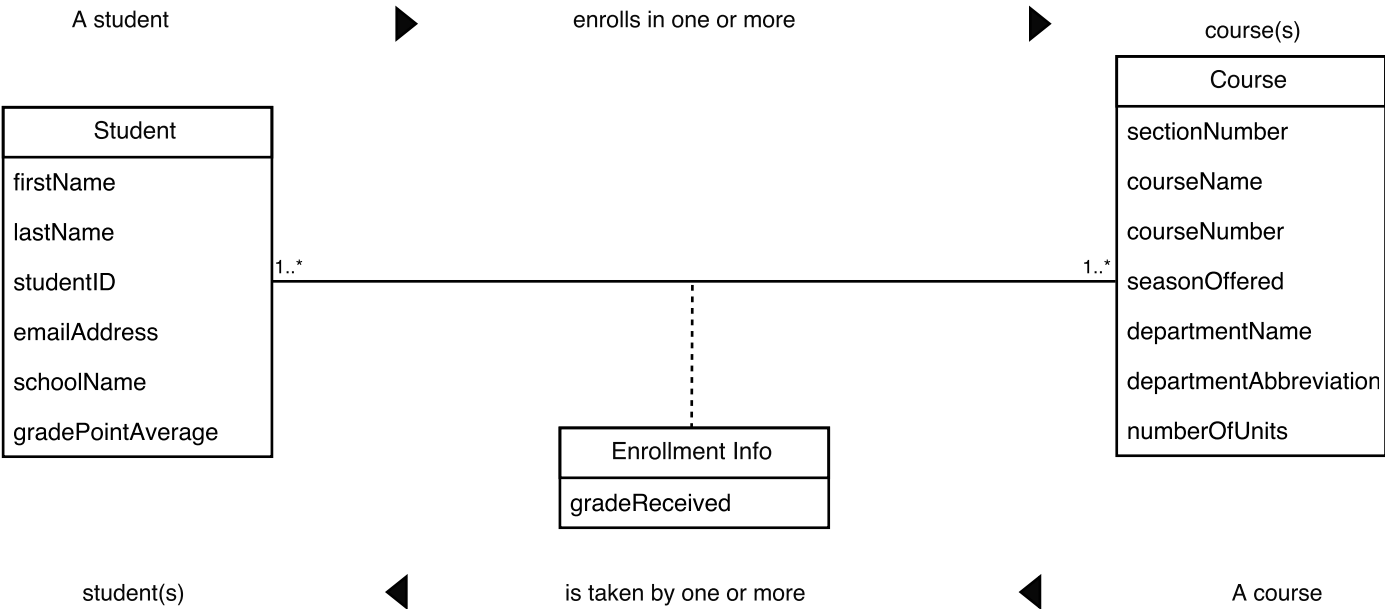 A student
enrolls in one or more
course(s)
Student
firstName
lastName
studentID
emailAddress
schoolName
gradePointAverage
1..*
1..*
Course
sectionNumber
courseName
courseNumber
seasonOffered
departmentName
departmentAbbreviation
numberOfUnits
Enrollment Info
gradeReceived
student(s)
is taken by one or more
A course